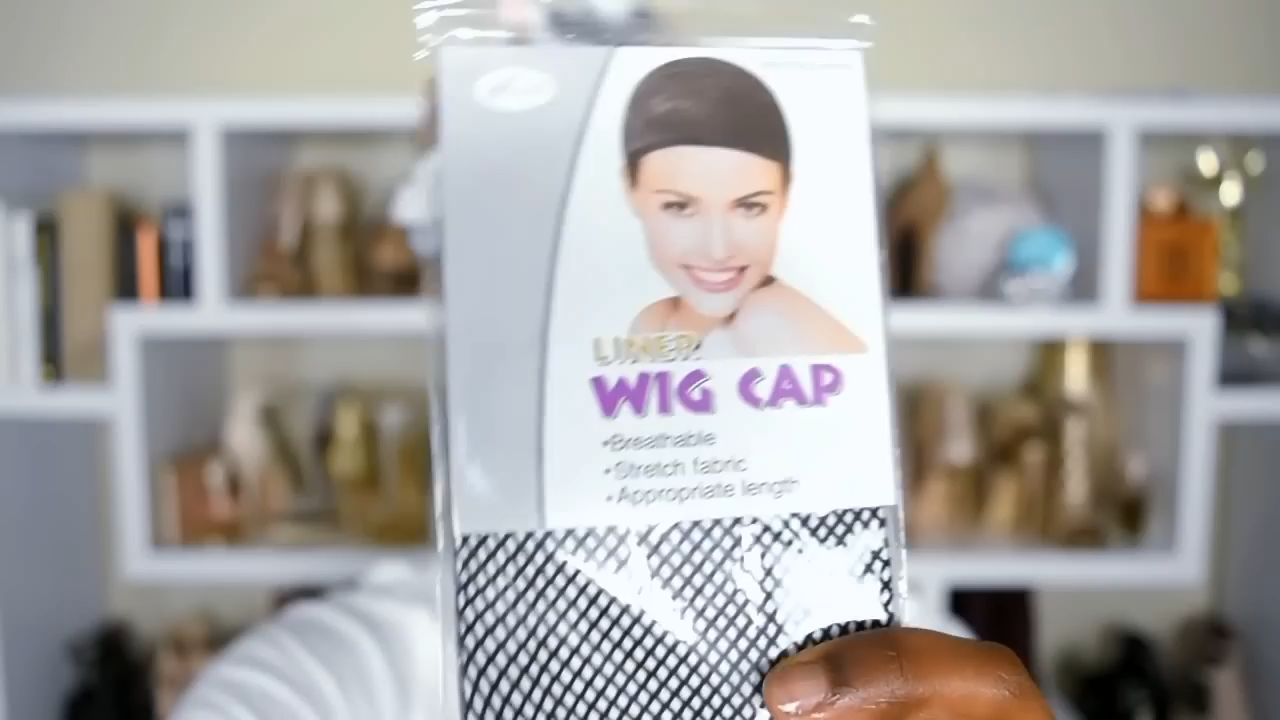 LINER
WIG CAP
•Breathable
•Stretch fabric
•Appropriate length